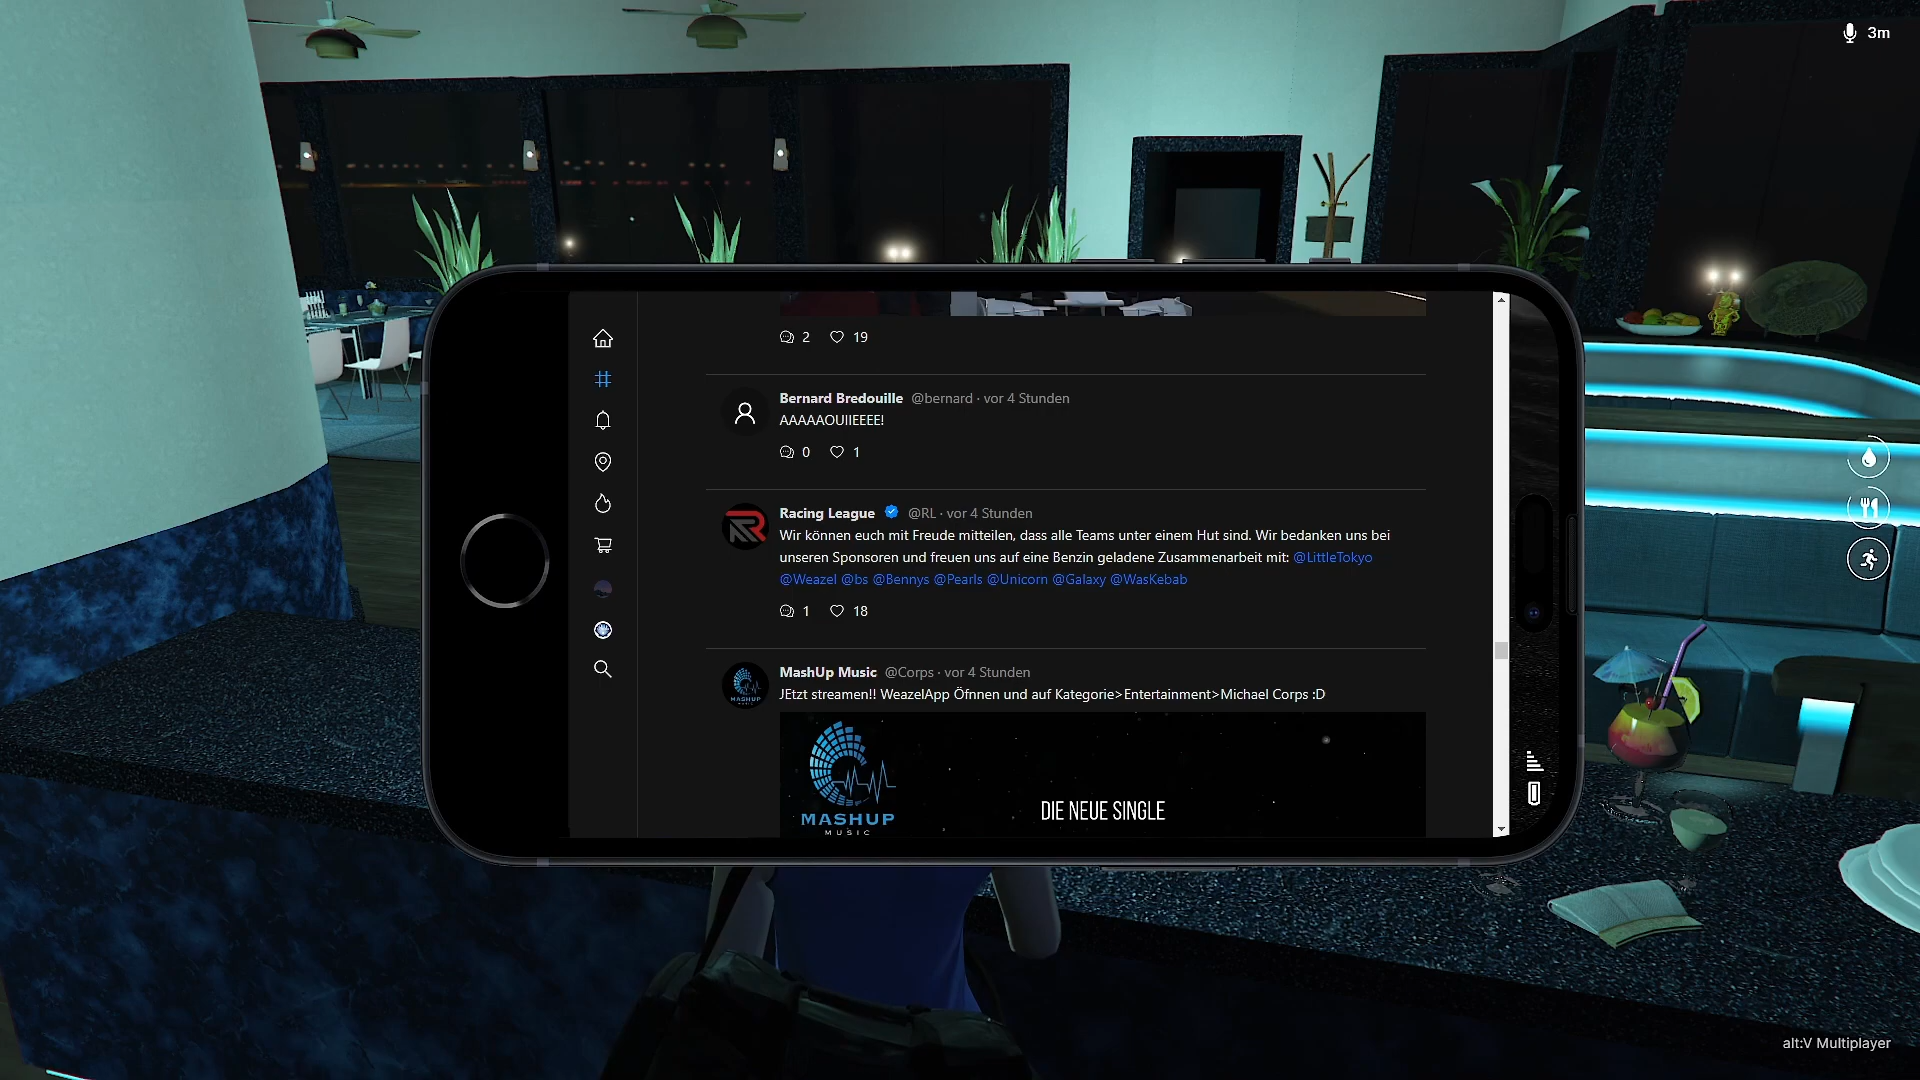 3m
2 19
Bernard Bredouille @bernard · vor 4 Stunden
AAAAAOUIIEEEE!
0 1
Racing League @RL · vor 4 Stunden
Wir können euch mit Freude mitteilen, dass alle Teams unter einem Hut sind. Wir bedanken uns bei
unseren Sponsoren und freuen uns auf eine Benzin geladene Zusammenarbeit mit: @LittleTokyo
@Weazel @bs @Bennys @Pearls @Unicorn @Galaxy @WasKebab
1 18
MashUp Music @Corps · vor 4 Stunden
JEtzt streamen!! WeazelApp Öfnnen und auf Kategorie>Entertainment>Michael Corps :D
MASHUP
MUSIC
DIE NEUE SINGLE
MASHUP
MUSIC
alt:V Multiplayer